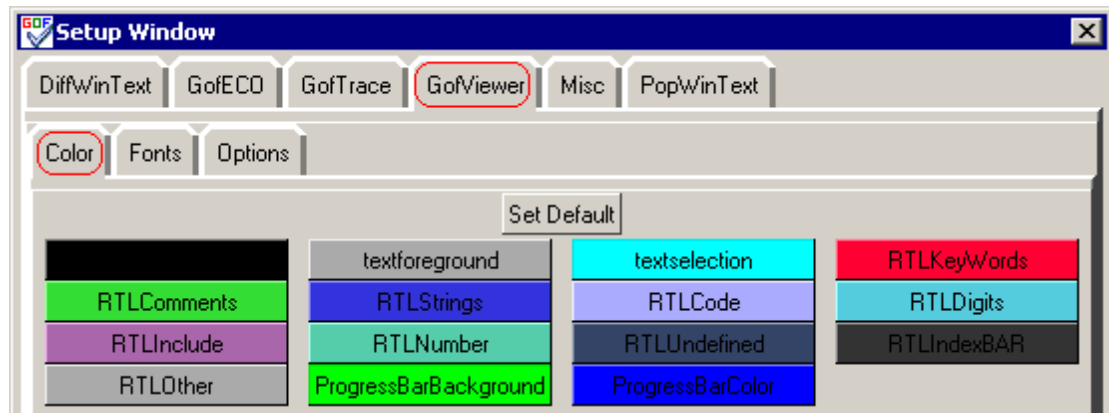 GOF
Setup Window
DiffWinText GofECO GofTrace GofViewer Misc PopWinText
Color Fonts Options
Set Default
textforeground textselection RTLKeyWords
RTLComments RTLStrings RTLCode RTLDigits
RTLInclude RTLNumber RTLUndefined RTLIndexBAR
RTLOther ProgressBarBackground ProgressBarColor